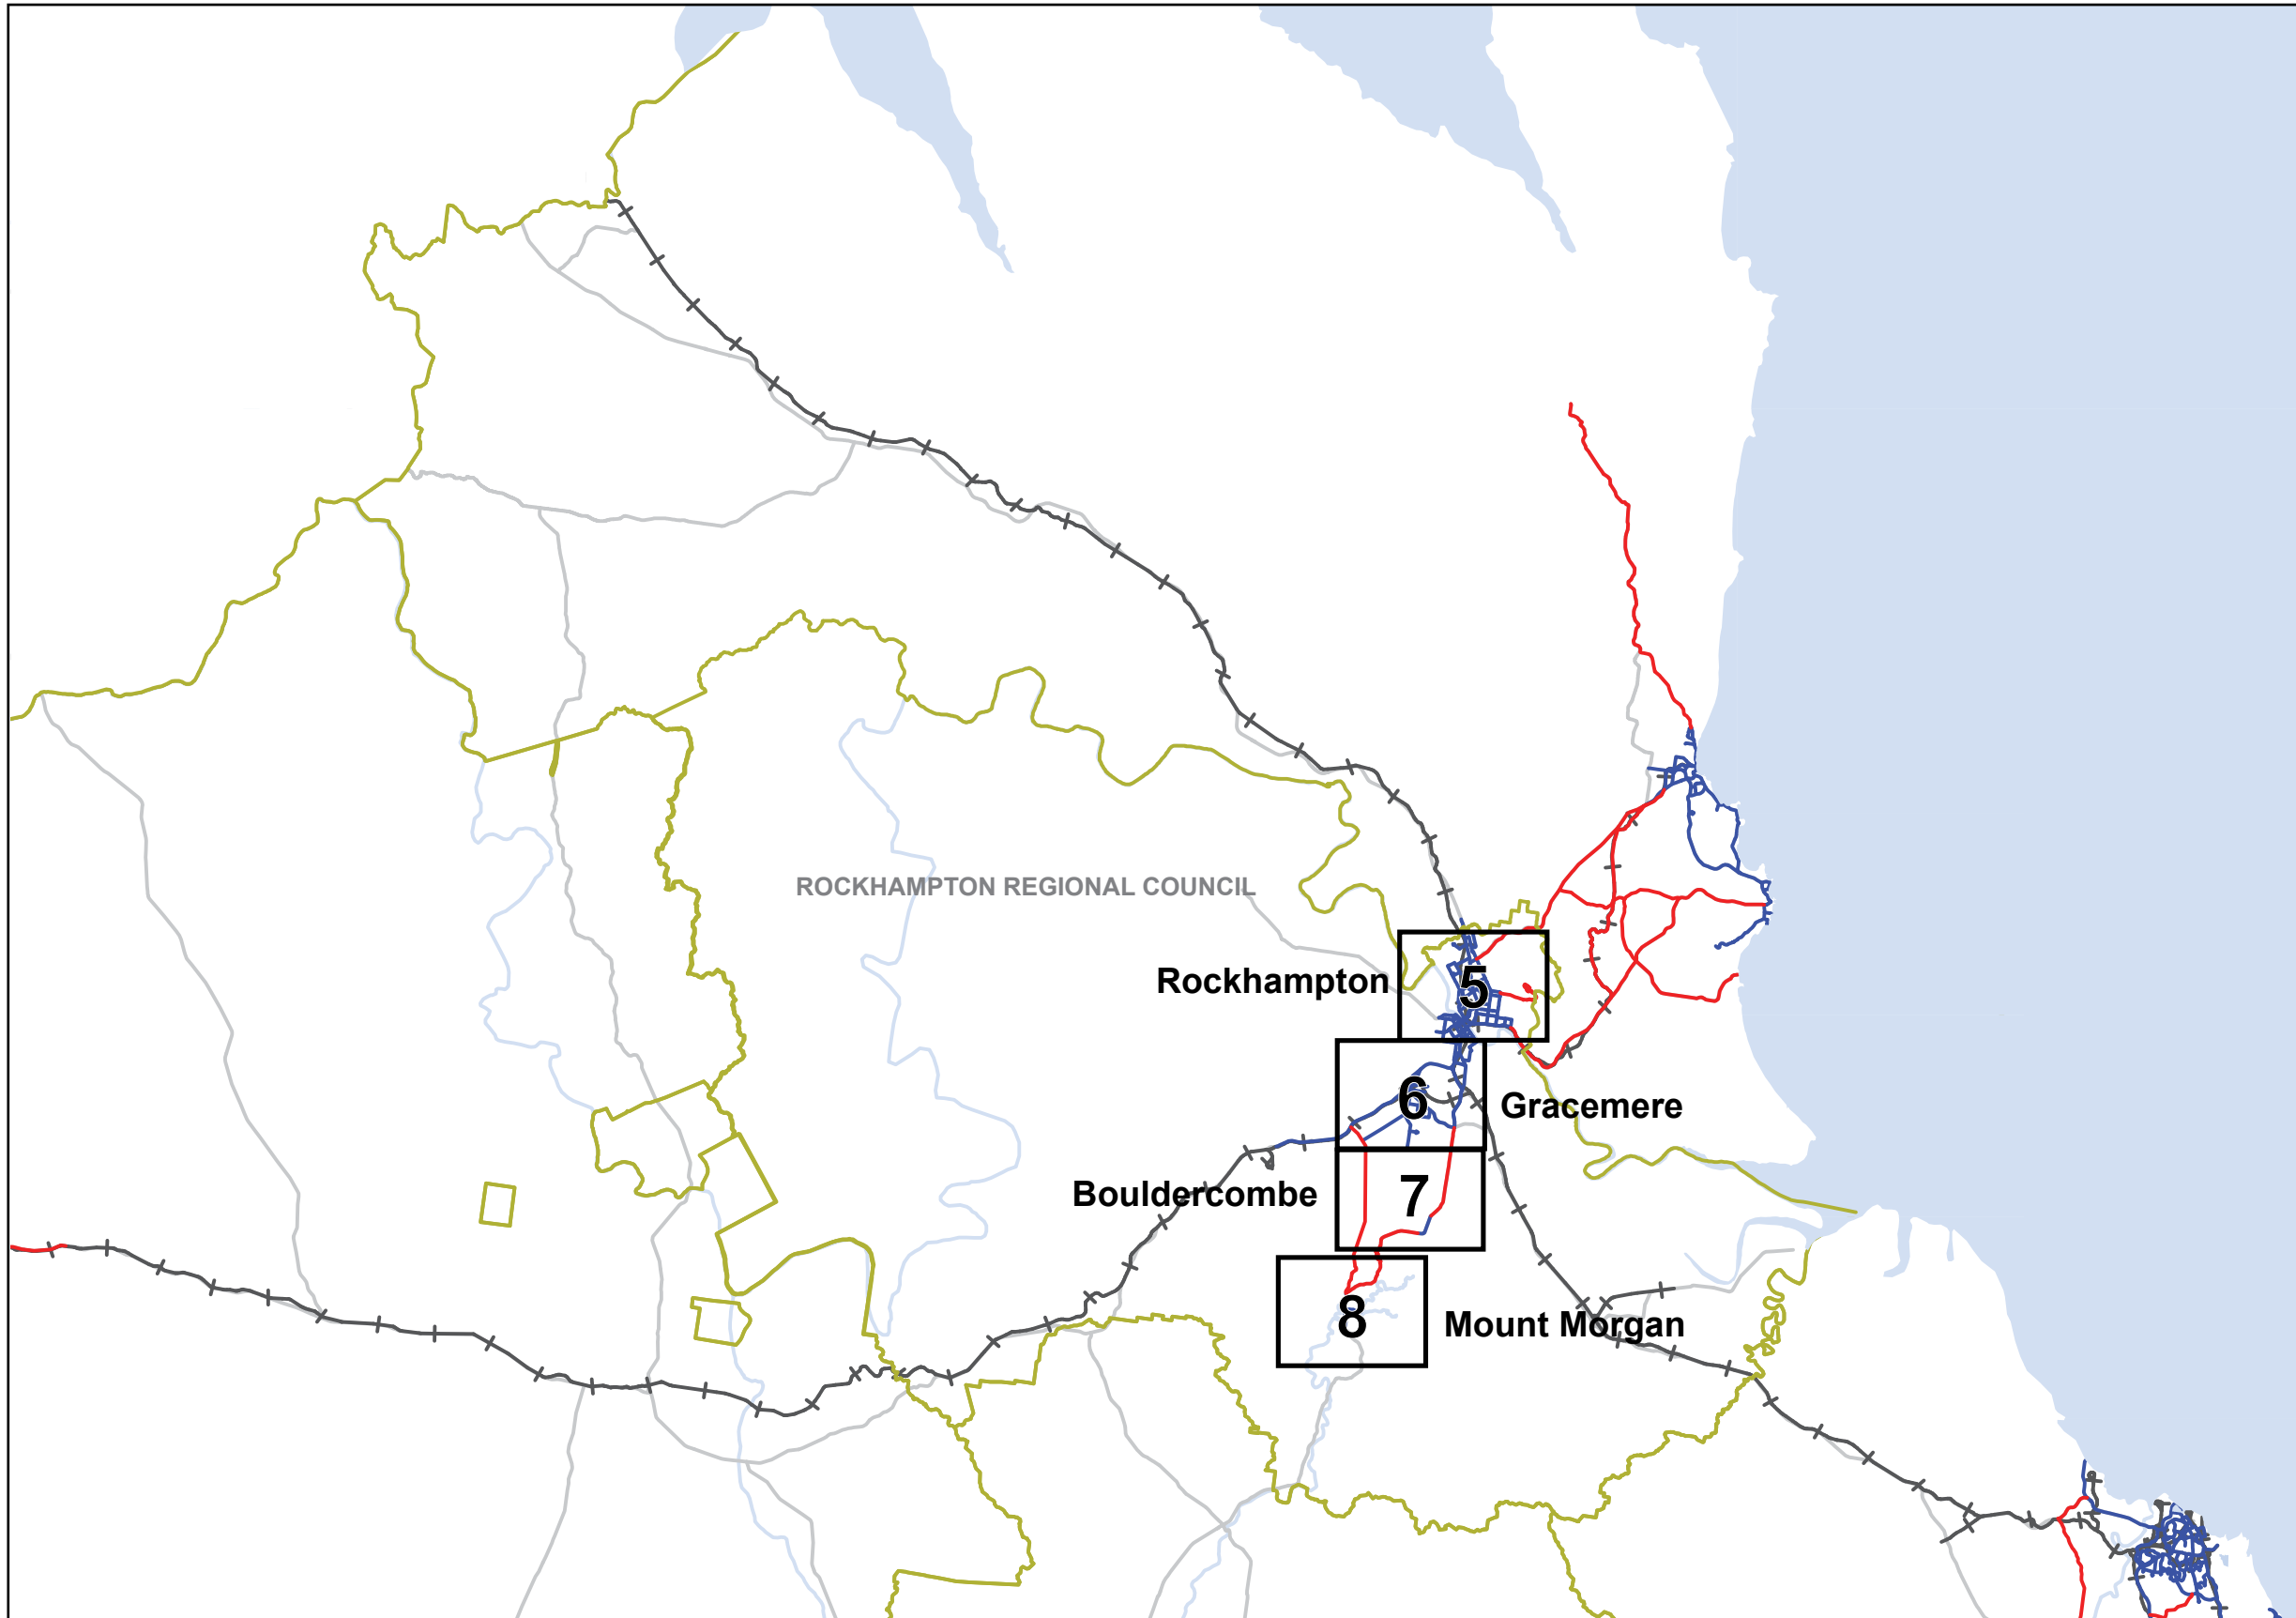 ROCKHAMPTON REGIONAL COUNCIL
Rockhampton
5
6
Gracemere
Bouldercombe
7
8
Mount Morgan